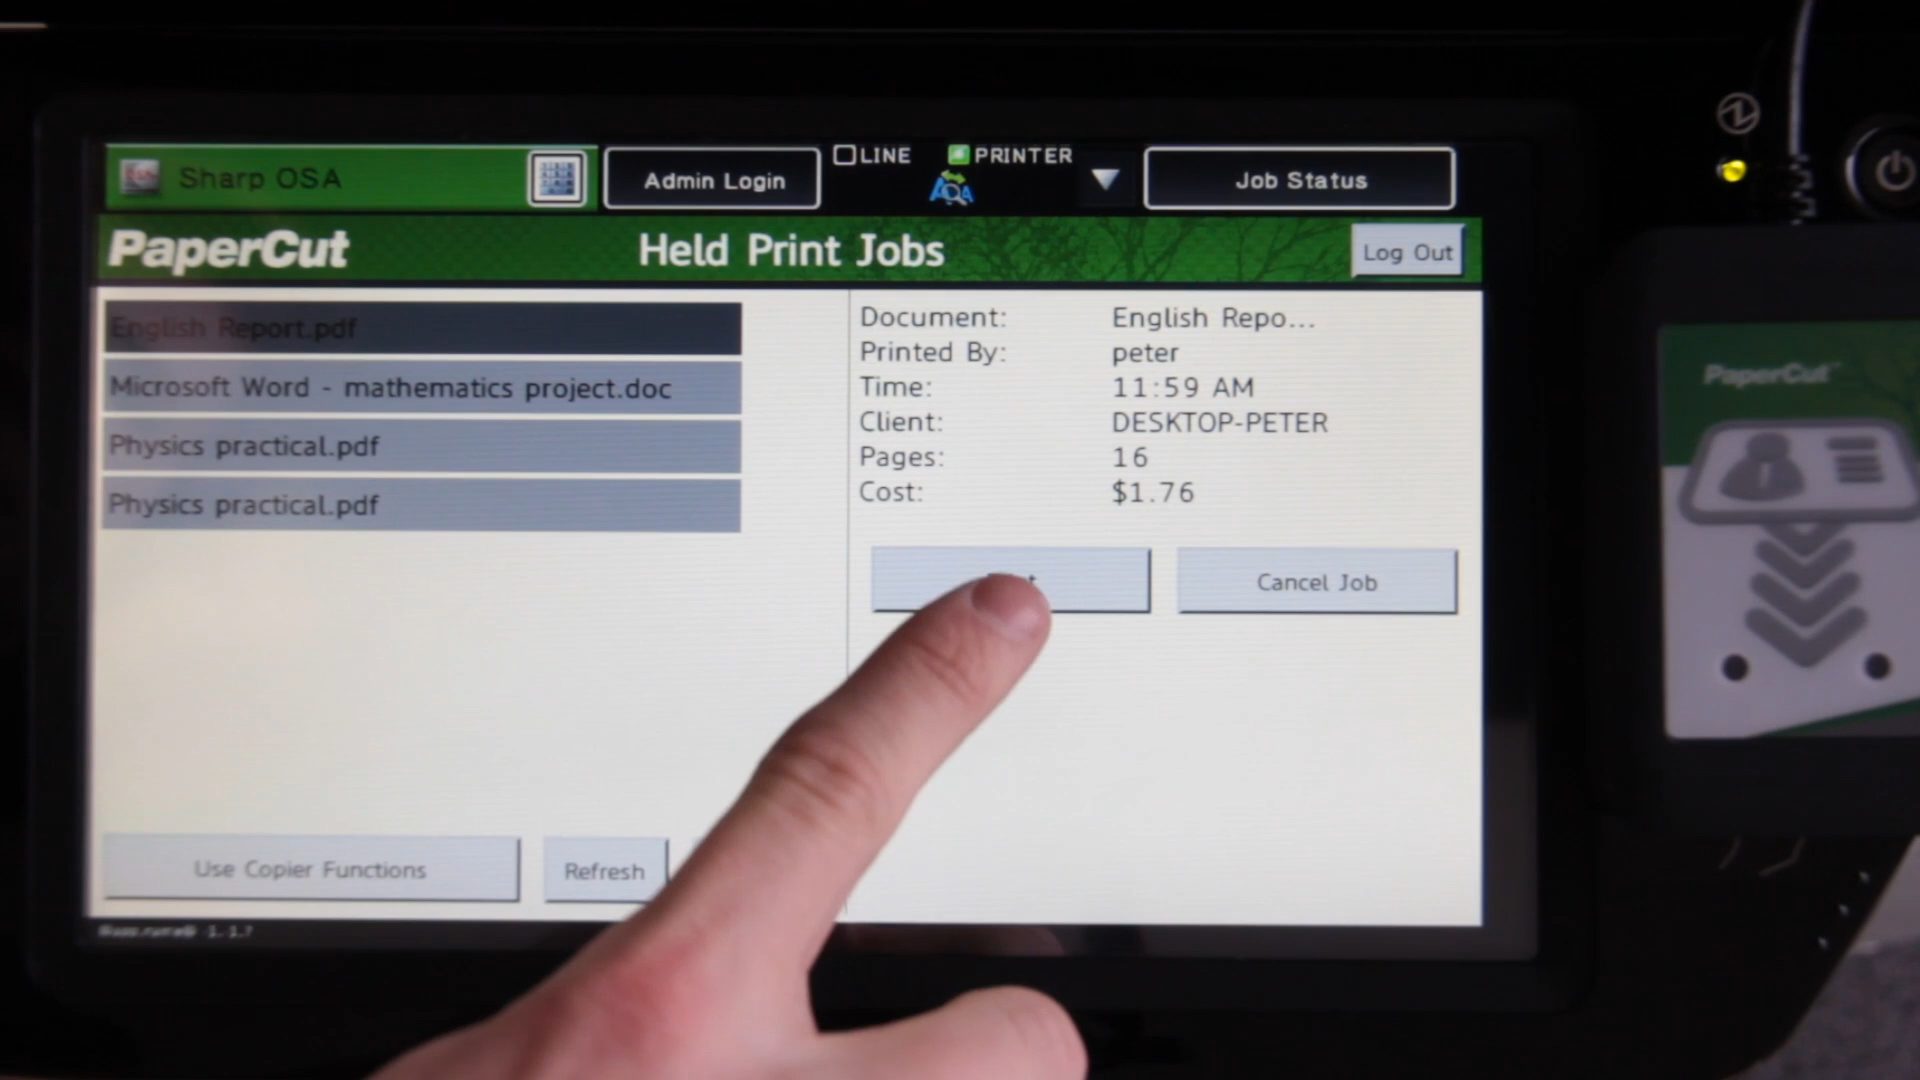 Sharp OSA
Admin Login
LINE
PRINTER
Job Status
PaperCut
Held Print Jobs
Log Out
English Report.pdf
Microsoft Word - mathematics project.doc
Physics practical.pdf
Physics practical.pdf
Document: English Repo...
Printed By: peter
Time: 11:59 AM
Client: DESKTOP-PETER
Pages: 16
Cost: $1.76
Cancel Job
Use Copier Functions
Refresh
PaperCut